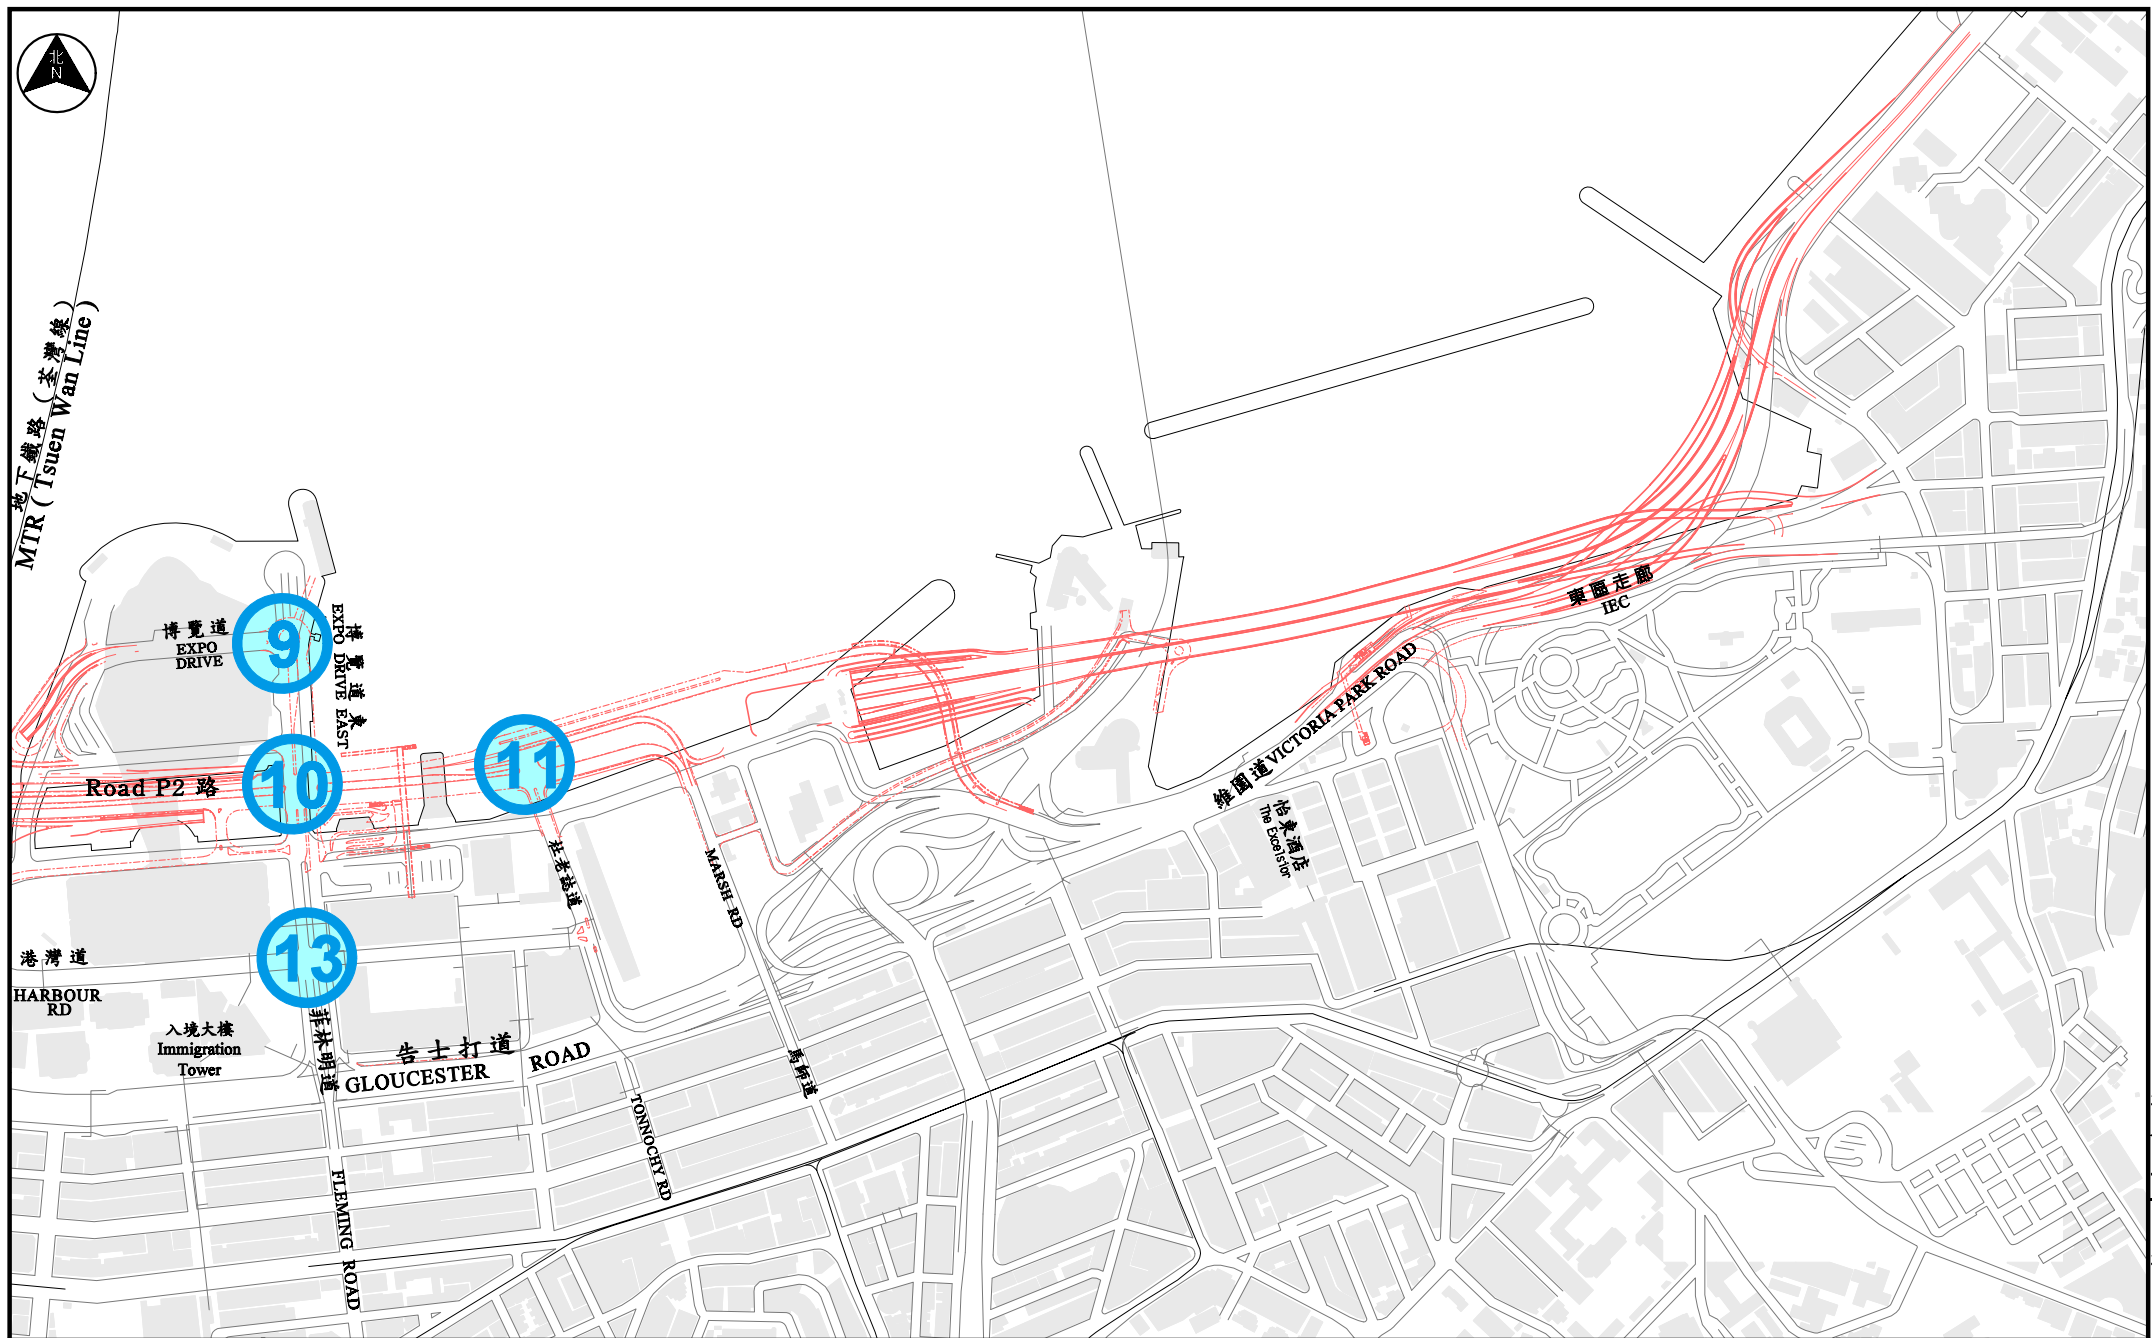 北
N
地下鐵路（荃灣線）
MTR ( Tsuen Wan Line )
博覽道
EXPO
DRIVE
9
博覽道東
EXPO DRIVE EAST
Road P2 路
10
11
13
港灣道
HARBOUR
RD
入境大樓
Immigration
Tower
告士打道
GLOUCESTER ROAD
菲林明道
FLEMING ROAD
杜老誌道
TONNOCHY RD
MARSH RD
馬師道
維園道 VICTORIA PARK ROAD
怡東酒店
The Excelsior
東區走廊
IEC